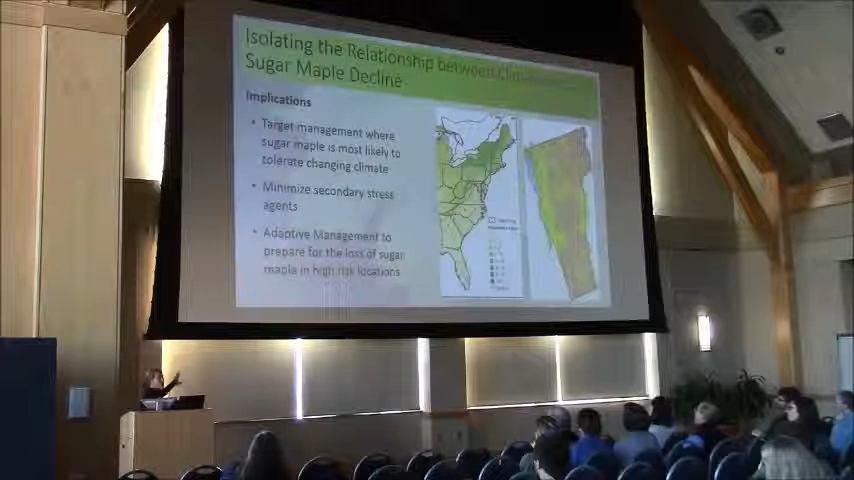 Isolating the Relationship between
Sugar Maple Decline
Implications
• Target management where
sugar maple is most likely to
tolerate changing climate
• Minimize secondary stress
agents
• Adaptive Management to
prepare for the loss of sugar
maple in high risk locations